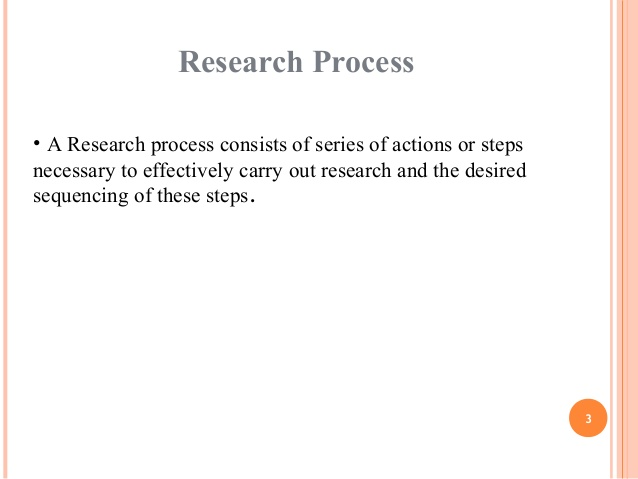 Research Process
• A Research process consists of series of actions or steps
necessary to effectively carry out research and the desired
sequencing of these steps.
3